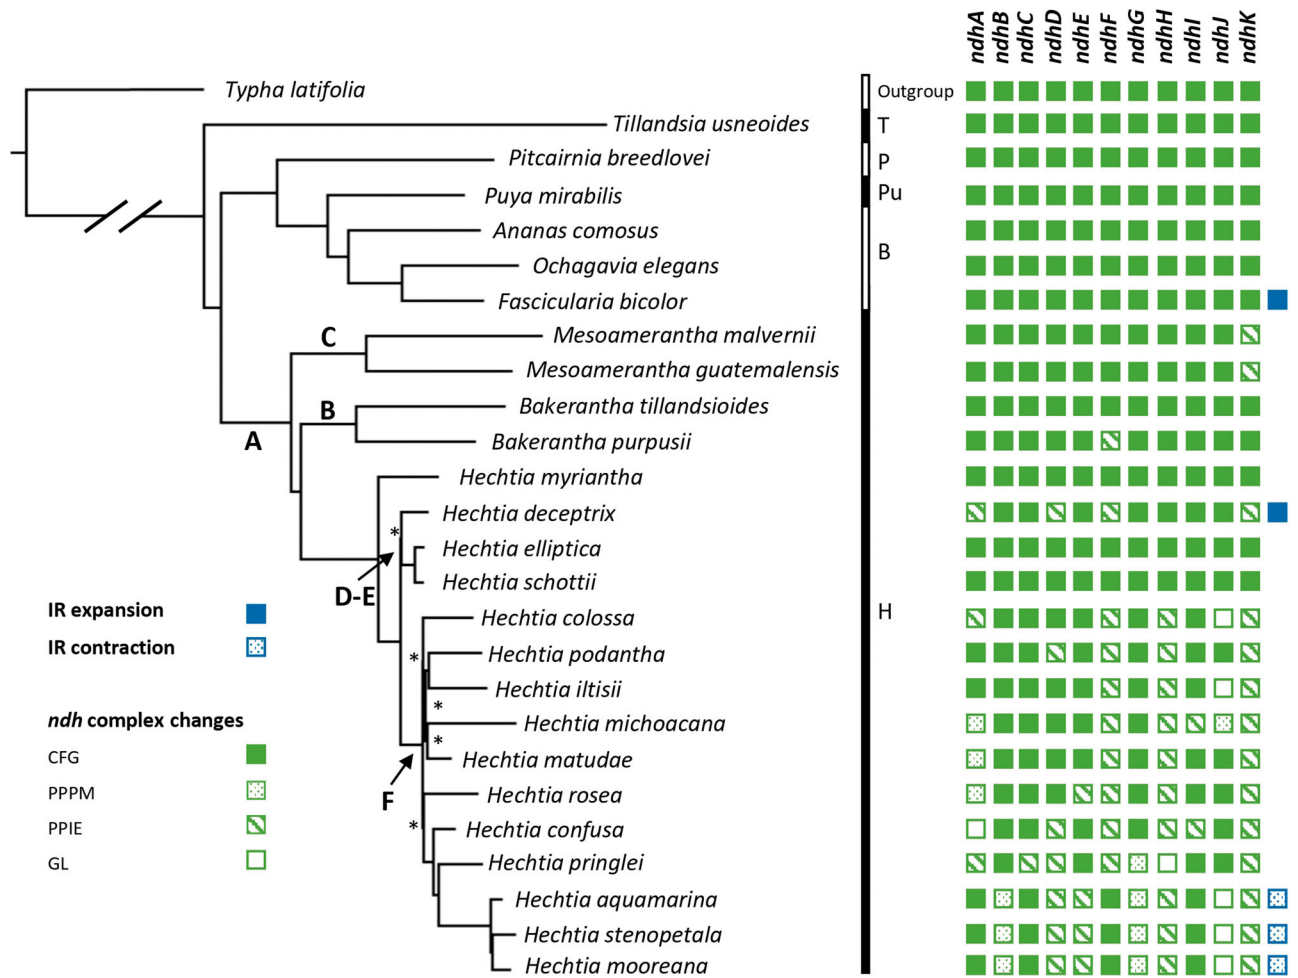 ndhA ndhB ndhC ndhD ndhE ndhF ndhG ndhH ndhI ndhJ ndhK
Typha latifolia Outgroup
Tillandsia usneoides T
Pitcairnia breedlovei P
Puya mirabilis Pu
Ananas comosus
B
Ochagavia elegans
Fascicularia bicolor
C Mesoamerantha malvernii
Mesoamerantha guatemalensis
B Bakerantha tillandsioides
A Bakerantha purpusii
Hechtia myriantha
Hechtia deceptrix
*
Hechtia elliptica
Hechtia schottii
D-E
IR expansion H
Hechtia colossa
IR contraction
* Hechtia podantha
Hechtia iltisii
*
ndh complex changes Hechtia michoacana
*
CFG Hechtia matudae
PPPM F Hechtia rosea
PPIE * Hechtia confusa
GL Hechtia pringlei
Hechtia aquamarina
Hechtia stenopetala
Hechtia mooreana